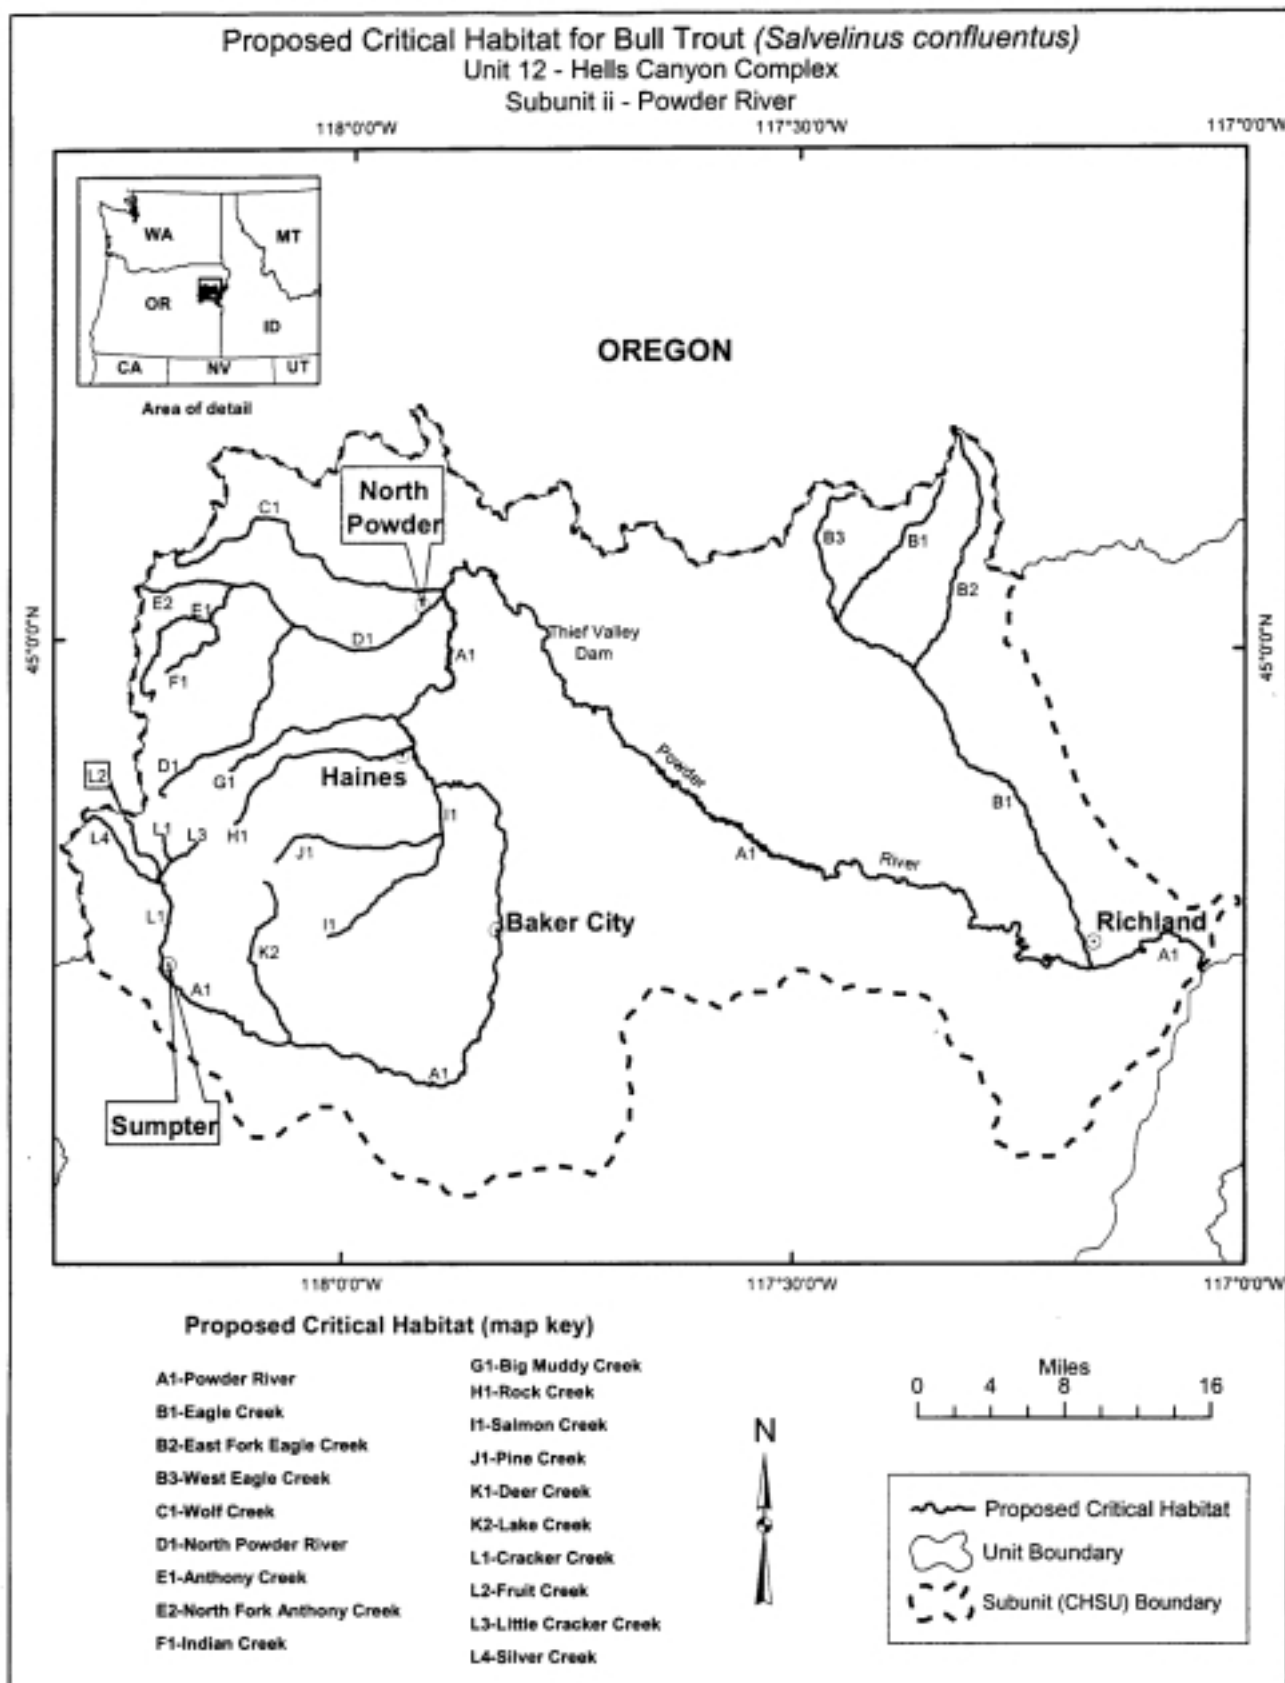 Proposed Critical Habitat for Bull Trout (Salvelinus confluentus)
Unit 12 - Hells Canyon Complex
Subunit ii - Powder River
118°0'0"W
117°30'0"W
117°0'0"W
WA
MT
OR
ID
CA
NV
UT
Area of detail
OREGON
North
Powder
C1
B3
B1
B2
E2
E1
D1
A1
Thief Valley
Dam
45°0'0"N
45°0'0"N
F1
D1
G1
Haines
Powder
L2
L4
L1
L3
H1
I1
B1
J1
A1
River
L1
I1
K2
Baker City
Richland
A1
A1
A1
Sumpter
118°0'0"W
117°30'0"W
117°0'0"W
Proposed Critical Habitat (map key)
A1-Powder River
B1-Eagle Creek
B2-East Fork Eagle Creek
B3-West Eagle Creek
C1-Wolf Creek
D1-North Powder River
E1-Anthony Creek
E2-North Fork Anthony Creek
F1-Indian Creek
G1-Big Muddy Creek
H1-Rock Creek
I1-Salmon Creek
J1-Pine Creek
K1-Deer Creek
K2-Lake Creek
L1-Cracker Creek
L2-Fruit Creek
L3-Little Cracker Creek
L4-Silver Creek
N
Miles
0 4 8 16
Proposed Critical Habitat
Unit Boundary
Subunit (CHSU) Boundary